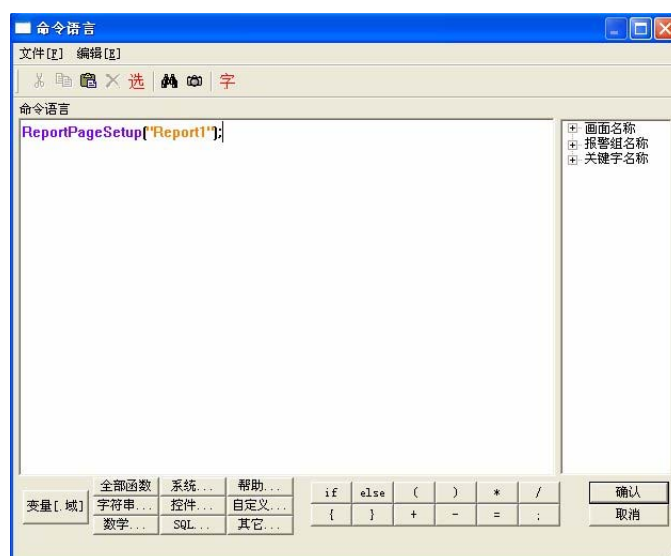 命令语言
文件[F] 编辑[E]
选 字
命令语言
ReportPageSetup("Report1");
画面名称
报警组名称
关键字名称
变量[.域]
全部函数 系统... 帮助...
字符串... 控件... 自定义...
数学... SQL... 其它...
if else ( ) * /
{ } + - = ;
确认
取消